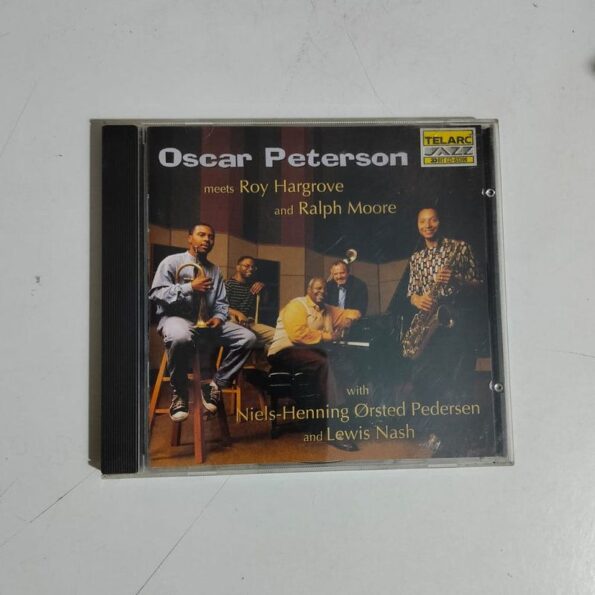 Oscar Peterson
TELARC
JAZZ
meets Roy Hargrove
and Ralph Moore
with
Niels-Henning Ørsted Pedersen
and Lewis Nash